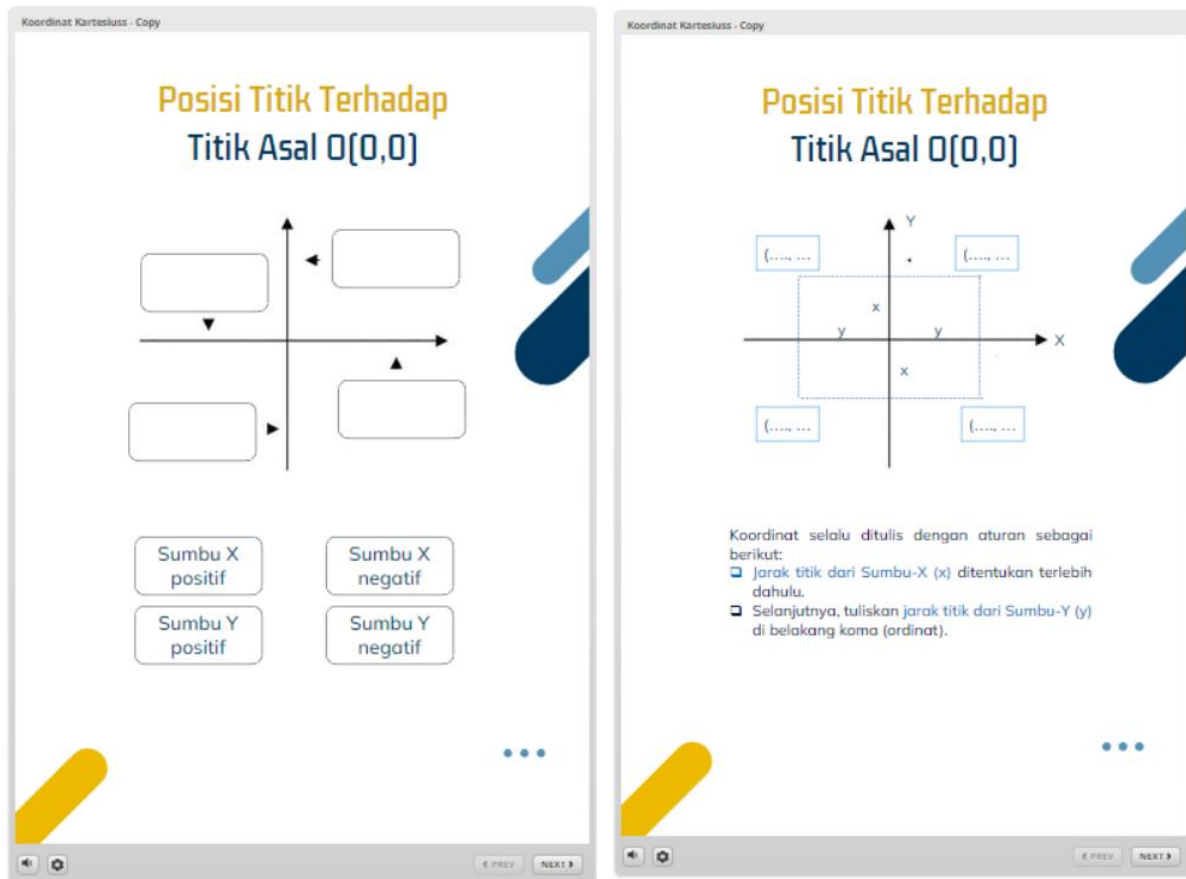 Koordinat Kartesiuss - Copy
Posisi Titik Terhadap
Titik Asal O(0,0)
Sumbu X
positif
Sumbu X
negatif
Sumbu Y
positif
Sumbu Y
negatif
PREV
NEXT
Koordinat Kartesiuss - Copy
Posisi Titik Terhadap
Titik Asal O(0,0)
Y
(...., ...
(...., ...
x
y
y
X
x
(...., ...
(...., ...
Koordinat selalu ditulis dengan aturan sebagai
berikut:
Jarak titik dari Sumbu-X (x) ditentukan terlebih
dahulu.
Selanjutnya, tuliskan jarak titik dari Sumbu-Y (y)
di belakang koma (ordinat).
PREV
NEXT